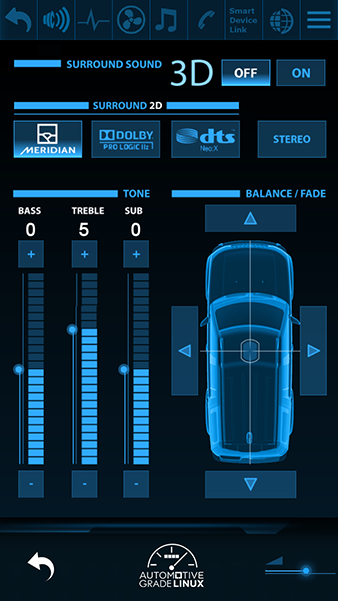 Smart
Device
Link
SURROUND SOUND
3D
OFF
ON
SURROUND 2D
MERIDIAN
DOLBY
PRO LOGIC IIz
dts
Neo:X
STEREO
TONE
BALANCE / FADE
BASS
TREBLE
SUB
0
5
0
+
+
+
-
-
-
AUTOMOTIVE
GRADE LINUX